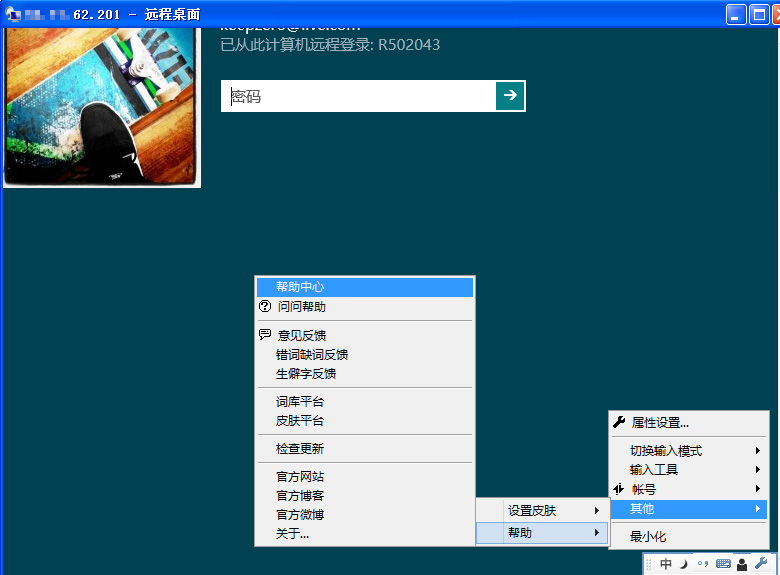 62.201 - 远程桌面
已从此计算机远程登录: R502043
密码
帮助中心
问问帮助
意见反馈
错词缺词反馈
生僻字反馈
词库平台
皮肤平台
检查更新
官方网站
官方博客
官方微博
关于...
设置皮肤
帮助
属性设置...
切换输入模式
输入工具
帐号
其他
最小化
中